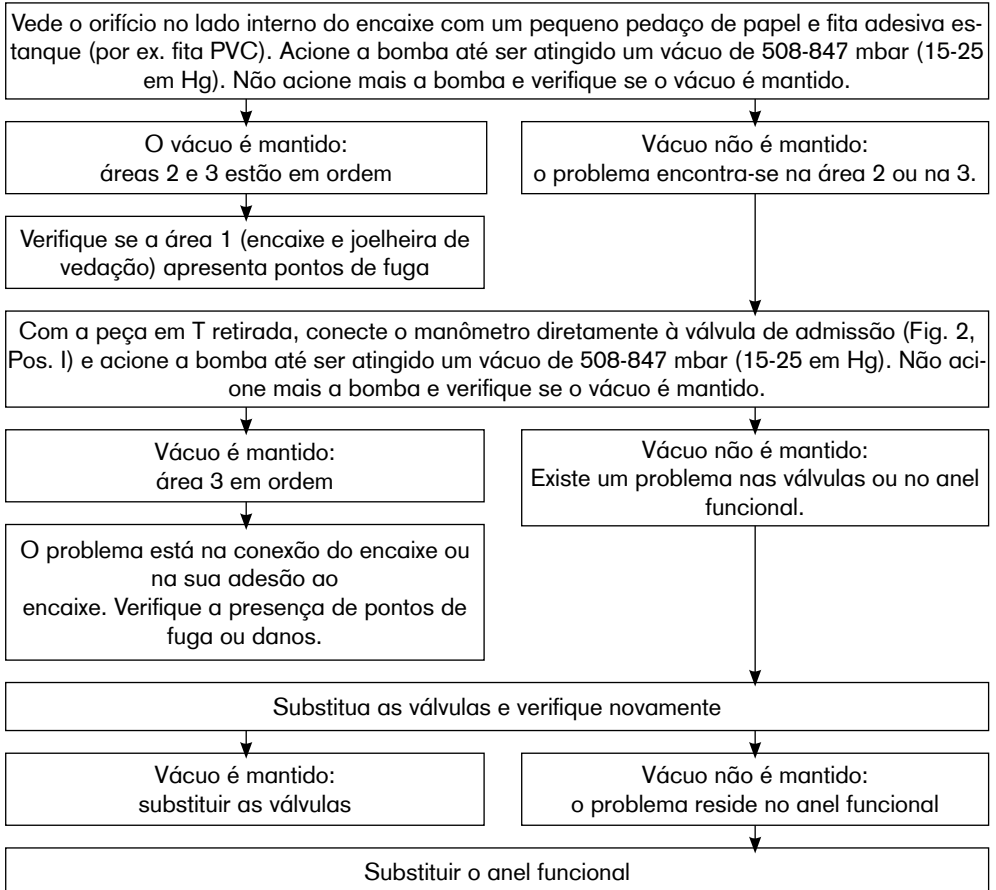 Vede o orifício no lado interno do encaixe com um pequeno pedaço de papel e fita adesiva es-
tanque (por ex. fita PVC). Acione a bomba até ser atingido um vácuo de 508-847 mbar (15-25
em Hg). Não acione mais a bomba e verifique se o vácuo é mantido.
O vácuo é mantido:
áreas 2 e 3 estão em ordem
Vácuo não é mantido:
o problema encontra-se na área 2 ou na 3.
Verifique se a área 1 (encaixe e joelheira de
vedação) apresenta pontos de fuga
Com a peça em T retirada, conecte o manômetro diretamente à válvula de admissão (Fig. 2,
Pos. I) e acione a bomba até ser atingido um vácuo de 508-847 mbar (15-25 em Hg). Não aci-
one mais a bomba e verifique se o vácuo é mantido.
Vácuo é mantido:
área 3 em ordem
Vácuo não é mantido:
Existe um problema nas válvulas ou no anel
funcional.
O problema está na conexão do encaixe ou
na sua adesão ao
encaixe. Verifique a presença de pontos de
fuga ou danos.
Substitua as válvulas e verifique novamente
Vácuo é mantido:
substituir as válvulas
Vácuo não é mantido:
o problema reside no anel funcional
Substituir o anel funcional